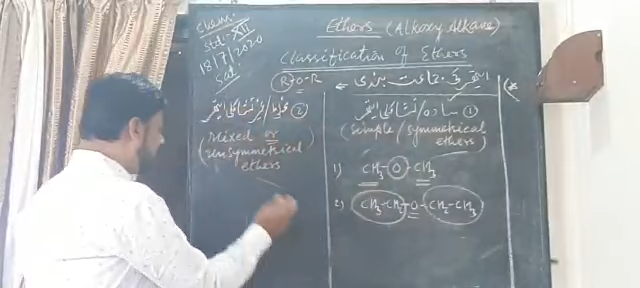 Chem.
Std:- XII
18/7/2020
Sat
Ethers (Alkoxy Alkane)
Classification of Ethers
R-O-R
ایتھر کی جماعت بندی
① سادہ/تشاکلی ایتھر
(Simple/Symmetrical
ethers)
1) CH₃-O-CH₃
2) CH₃-CH₂-O-CH₂-CH₃
② مخلوط/غیر تشاکلی ایتھر
(Mixed or
unsymmetrical
ethers